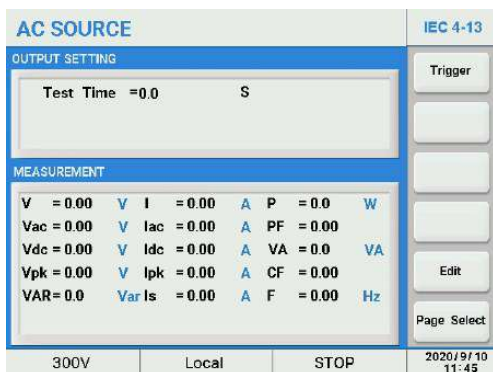 AC SOURCE
IEC 4-13
OUTPUT SETTING
Test Time =0.0 S
Trigger
MEASUREMENT
V = 0.00 V I = 0.00 A P = 0.0 W
Vac = 0.00 V Iac = 0.00 A PF = 0.00
Vdc = 0.00 V Idc = 0.00 A VA = 0.0 VA
Vpk = 0.00 V Ipk = 0.00 A CF = 0.00
VAR= 0.0 Var Is = 0.00 A F = 0.00 Hz
Edit
Page Select
300V Local STOP
2020/9/10
11:45